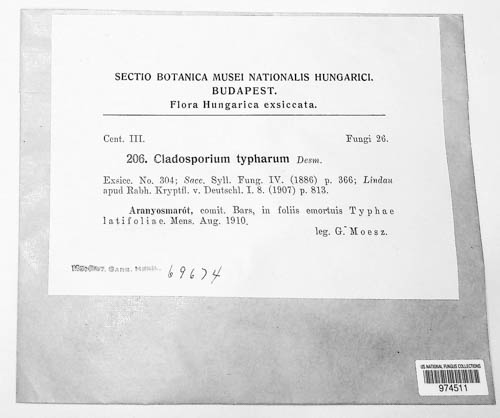 SECTIO BOTANICA MUSEI NATIONALIS HUNGARICI.
BUDAPEST.
Flora Hungarica exsiccata.
Cent. III. Fungi 26.
206. Cladosporium typharum Desm.
Exsicc. No. 304; Sacc. Syll. Fung. IV. (1886) p. 366; Lindau
apud Rabh. Kryptfl. v. Deutschl. I. 8. (1907) p. 813.
Aranyosmarót, comit. Bars, in foliis emortuis Typhae
latifoliae. Mens. Aug. 1910.
leg. G. Moesz.
69674
US NATIONAL FUNGUS COLLECTIONS
974511